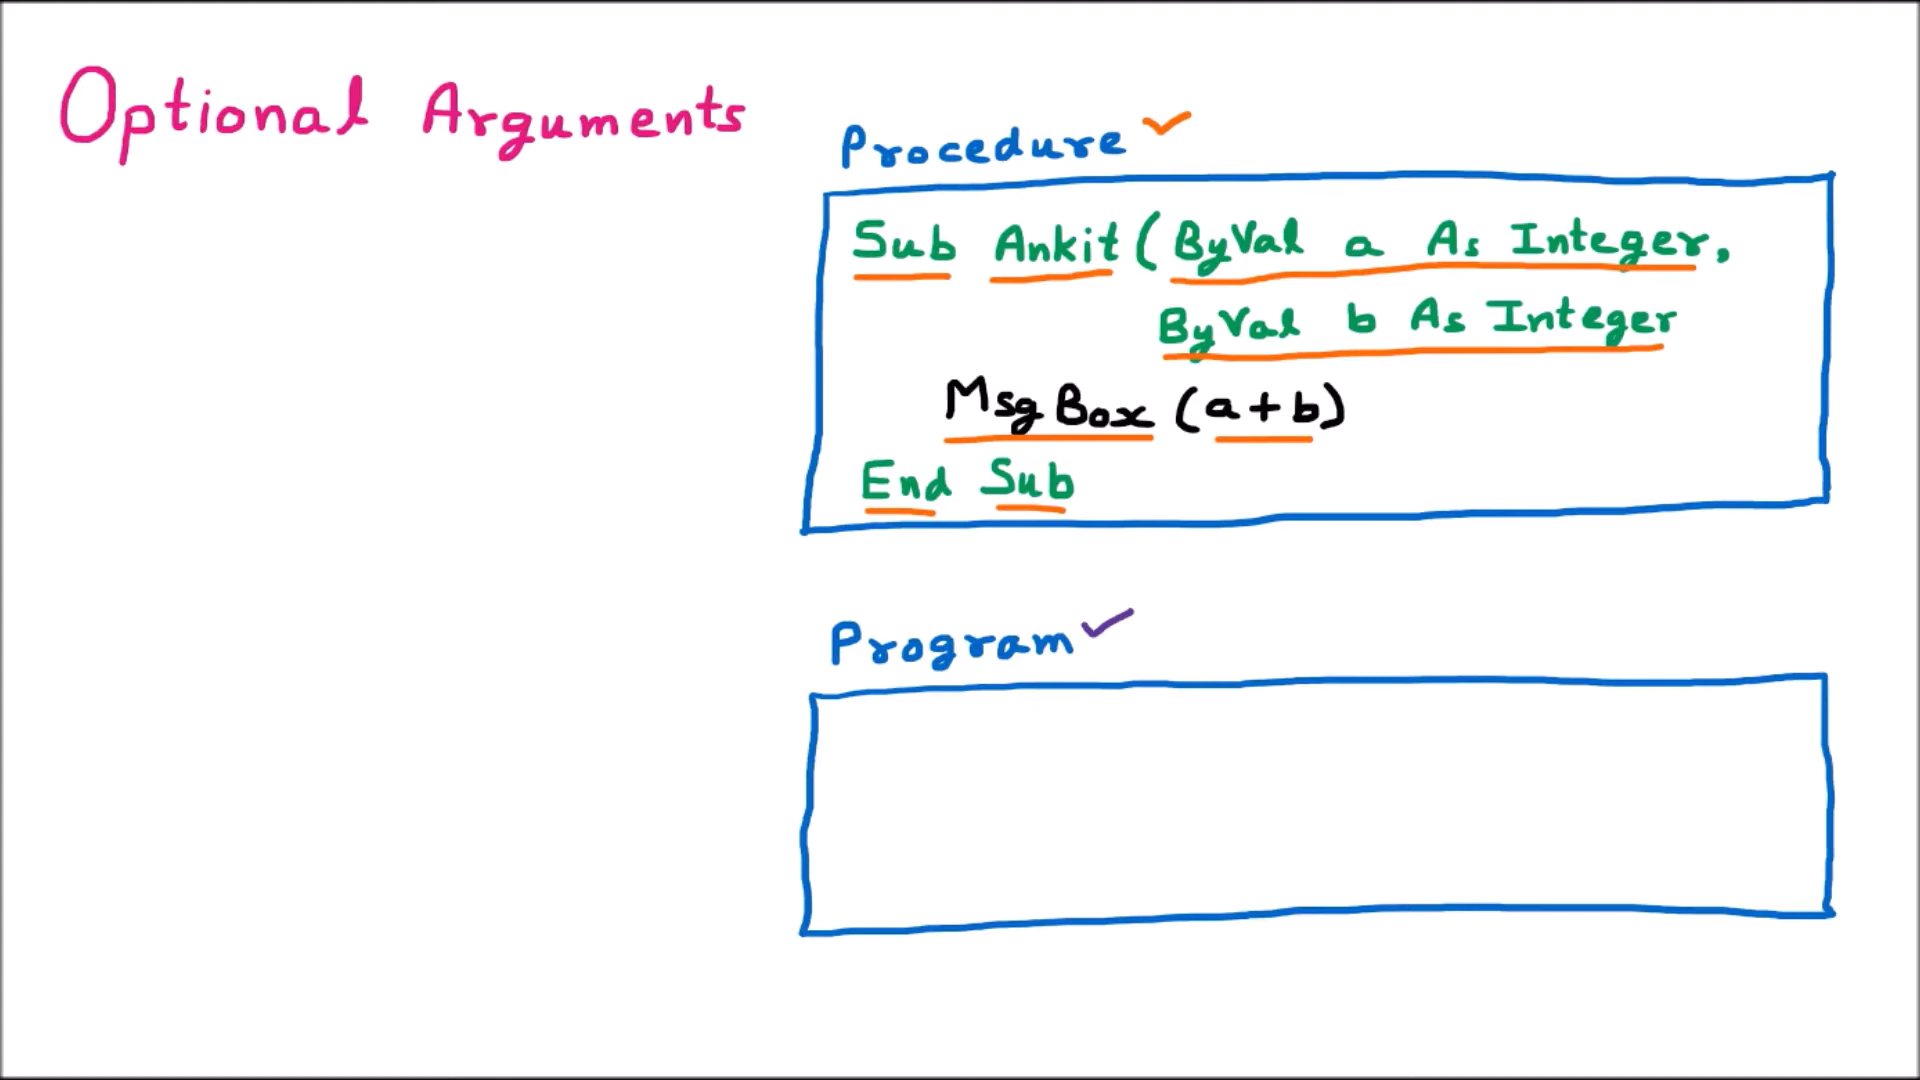 Optional Arguments
Procedure
Sub Ankit (ByVal a As Integer,
ByVal b As Integer
MsgBox (a+b)
End Sub
Program